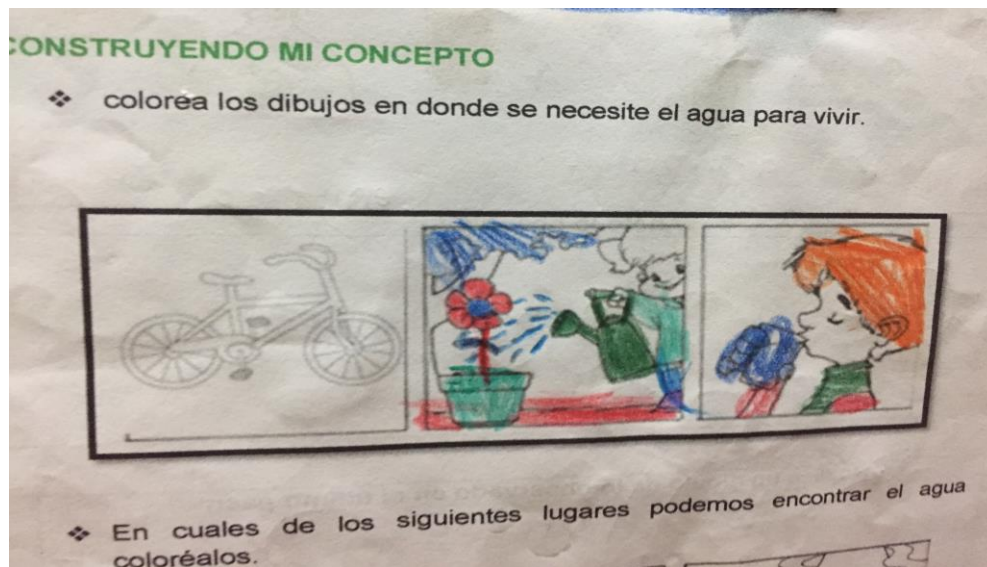 CONSTRUYENDO MI CONCEPTO
❖ colorea los dibujos en donde se necesite el agua para vivir.
❖ En cuales de los siguientes lugares podemos encontrar el agua
coloréalos.